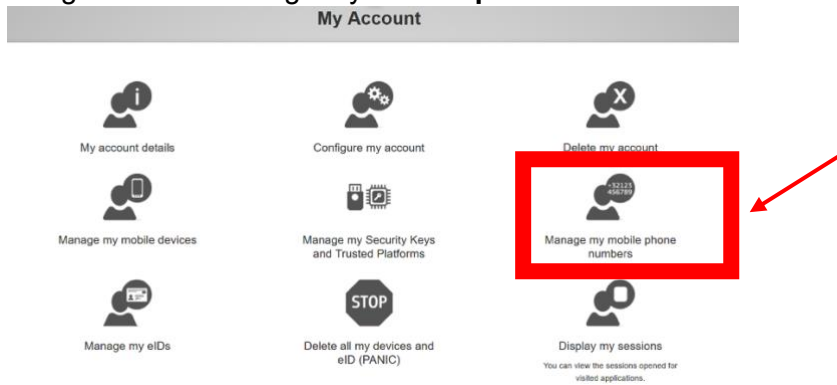 My Account
My account details
Configure my account
Delete my account
Manage my mobile devices
Manage my Security Keys
and Trusted Platforms
+32123
456789
Manage my mobile phone
numbers
Manage my eIDs
STOP
Delete all my devices and
eID (PANIC)
Display my sessions
You can view the sessions opened for
visited applications.